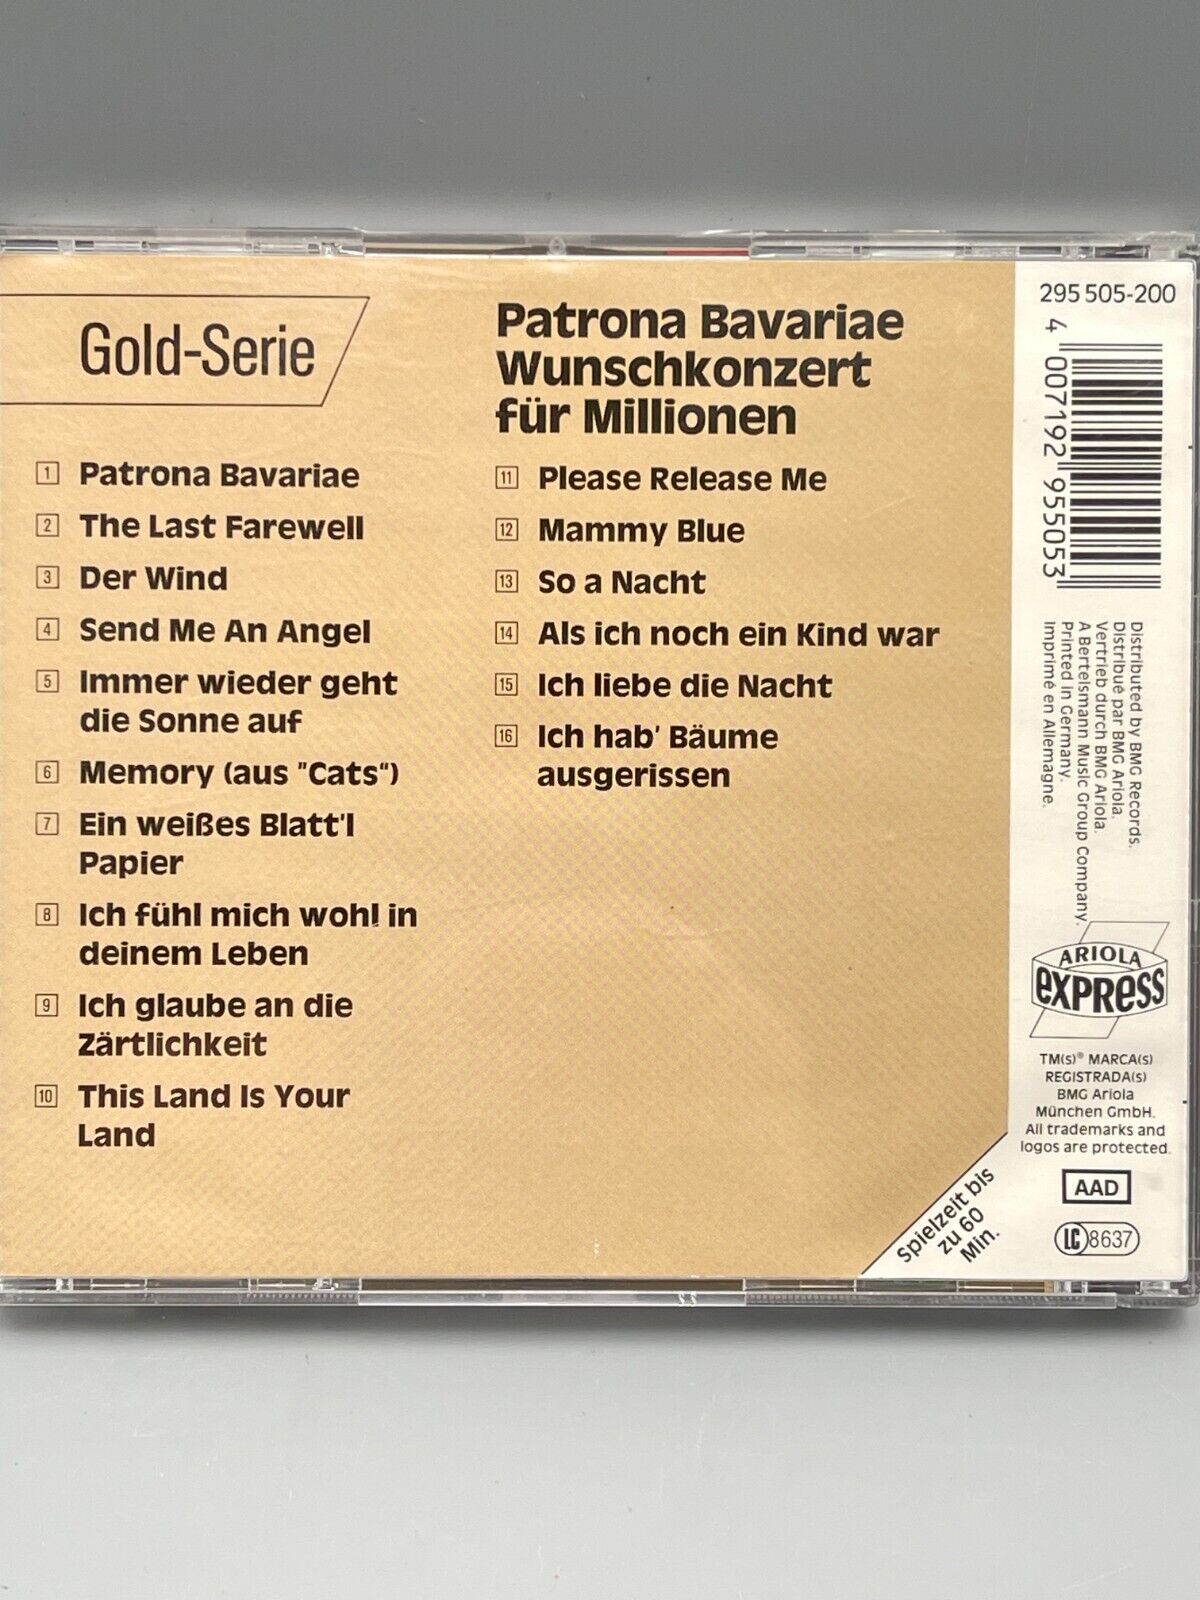 Gold-Serie
1 Patrona Bavariae
2 The Last Farewell
3 Der Wind
4 Send Me An Angel
5 Immer wieder geht
die Sonne auf
6 Memory (aus "Cats“)
7 Ein weißes Blatt'l
Papier
8 Ich fühl mich wohl in
deinem Leben
9 Ich glaube an die
Zärtlichkeit
10 This Land Is Your
Land
Patrona Bavariae
Wunschkonzert
für Millionen
11 Please Release Me
12 Mammy Blue
13 So a Nacht
14 Als ich noch ein Kind war
15 Ich liebe die Nacht
16 Ich hab' Bäume
ausgerissen
Spielzeit bis
zu 60
Min.
295 505-200
4 007192 955053
Distributed by BMG Records.
Distribué par BMG Ariola.
Vertrieb durch BMG Ariola.
A Bertelsmann Music Group Company.
Printed in Germany.
Imprimé en Allemagne.
ARIOLA
EXPRESS
TM(s)® MARCA(s)
REGISTRADA(s)
BMG Ariola
München GmbH.
All trademarks and
logos are protected.
AAD
LC 8637